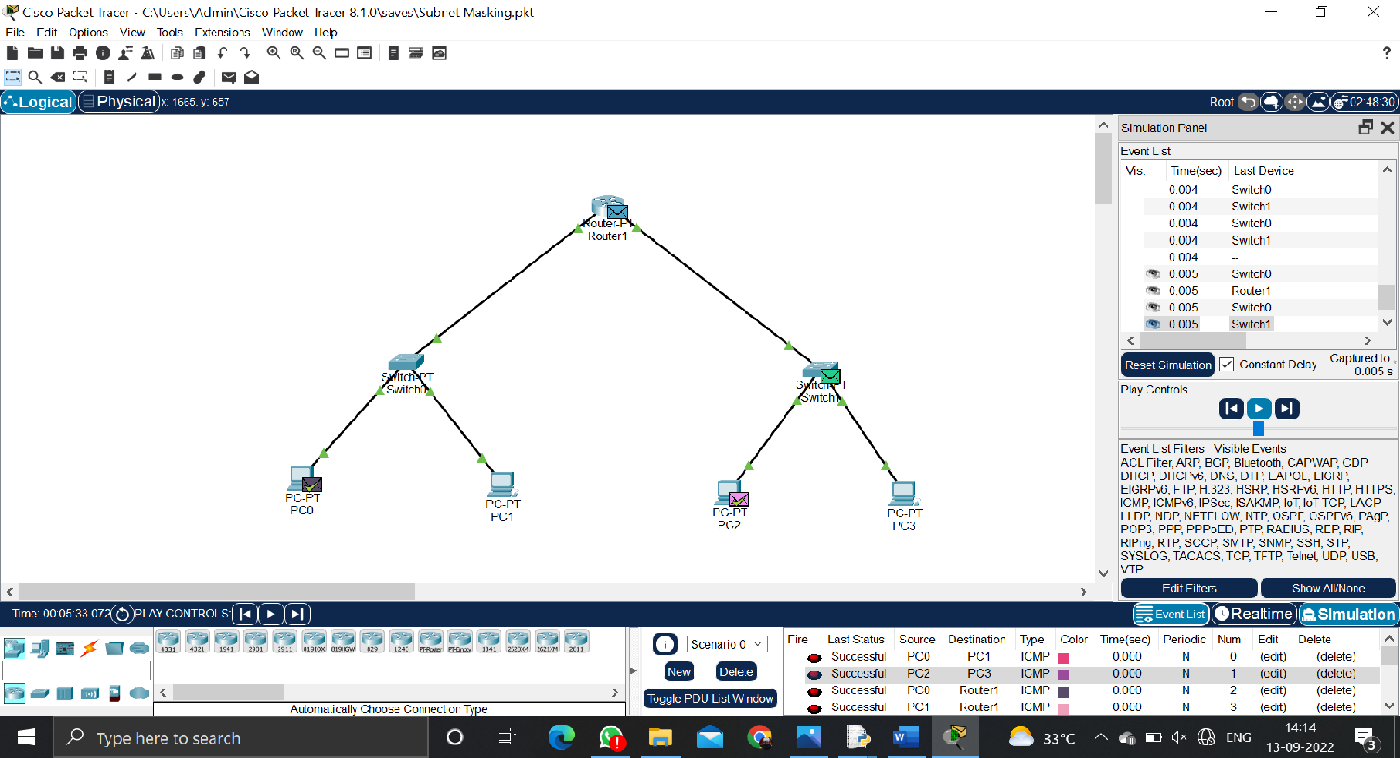 Cisco Packet Tracer - C:\Users\Admin\Cisco Packet Tracer 8.1.0\saves\Subnet Masking.pkt
File Edit Options View Tools Extensions Window Help
?
Logical Physical x: 1665, y: 657
Root 02:48:30
Simulation Panel
Event List
Vis. Time(sec) Last Device
0.004 Switch0
0.004 Switch1
0.004 Switch0
0.004 Switch1
0.004 --
0.005 Switch0
0.005 Router1
0.005 Switch0
0.005 Switch1
Reset Simulation Constant Delay Captured to
0.005 s
Play Controls
Event List Filters - Visible Events
ACL Filter, ARP, BGP, Bluetooth, CAPWAP, CDP,
DHCP, DHCPv6, DNS, DTP, EAPOL, EIGRP,
EIGRPv6, FTP, H.323, HSRP, HSRPv6, HTTP, HTTPS,
ICMP, ICMPv6, IPSec, ISAKMP, IoT, IoT TCP, LACP,
LLDP, NDP, NETFLOW, NTP, OSPF, OSPFv6, PAgP,
POP3, PPP, PPPoED, PTP, RADIUS, REP, RIP,
RIPng, RTP, SCCP, SMTP, SNMP, SSH, STP,
SYSLOG, TACACS, TCP, TFTP, Telnet, UDP, USB,
VTP
Edit Filters Show All/None
Router-PT
Router1
Switch-PT
Switch0
Switch1
PC-PT
PC0
PC-PT
PC1
PC-PT
PC2
PC-PT
PC3
Time: 00:05:33.072 PLAY CONTROLS:
Event List Realtime Simulation
4331 4321 1941 2901 2911 819IOX 819HGW 829 1240 PT-Router PT-Empty 1841 2620XM 2621XM 2811
Automatically Choose Connection Type
Scenario 0
New Delete
Toggle PDU List Window
Fire Last Status Source Destination Type Color Time(sec) Periodic Num Edit Delete
Successful PC0 PC1 ICMP 0.000 N 0 (edit) (delete)
Successful PC2 PC3 ICMP 0.000 N 1 (edit) (delete)
Successful PC0 Router1 ICMP 0.000 N 2 (edit) (delete)
Successful PC1 Router1 ICMP 0.000 N 3 (edit) (delete)
Type here to search
33°C
ENG
14:14
13-09-2022
3